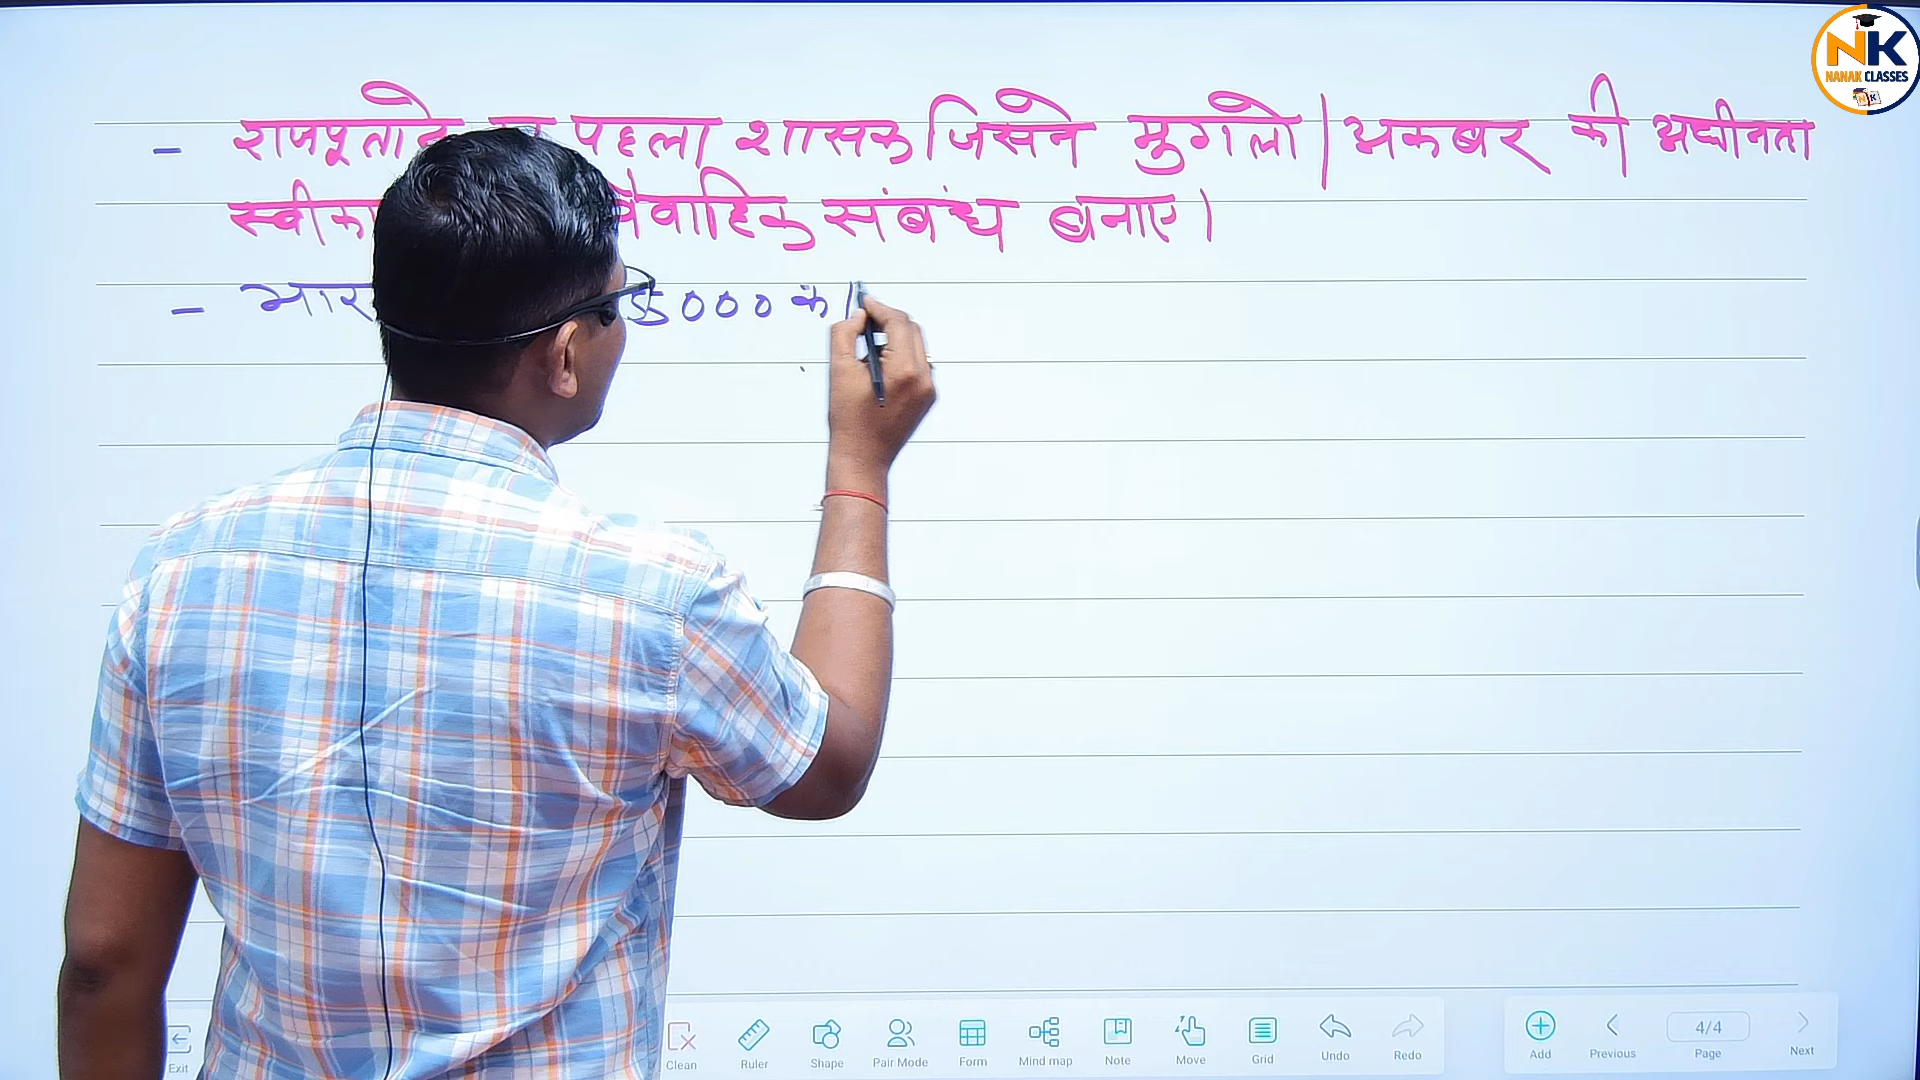 NK
NANAK CLASSES
- पहला शासक जिसने मुगलो | अकबर की अधीनता
संबंध बनाए।
- 5000 के
Exit Clean Ruler Shape Pair Mode Form Mind map Note Move Grid Undo Redo Add Previous 4/4 Page Next